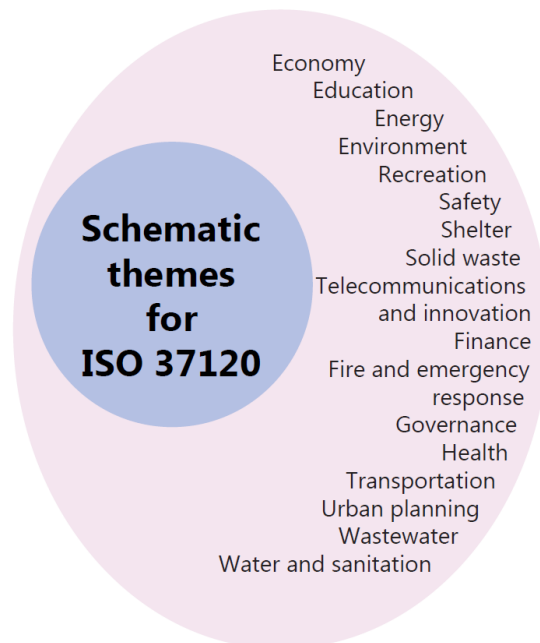 Schematic
themes
for
ISO 37120
Economy
Education
Energy
Environment
Recreation
Safety
Shelter
Solid waste
Telecommunications
and innovation
Finance
Fire and emergency
response
Governance
Health
Transportation
Urban planning
Wastewater
Water and sanitation